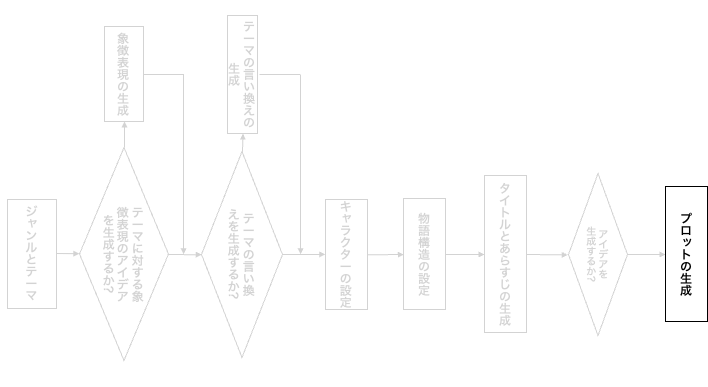 ジャンルとテーマ
象徴表現の生成
テーマに対する象
徴表現のアイデア
を生成するか?
テーマの言い換えの
生成
テーマの言い換
えを生成するか?
キャラクターの設定
物語構造の設定
タイトルとあらすじの生成
アイデアを
生成するか?
プロットの生成